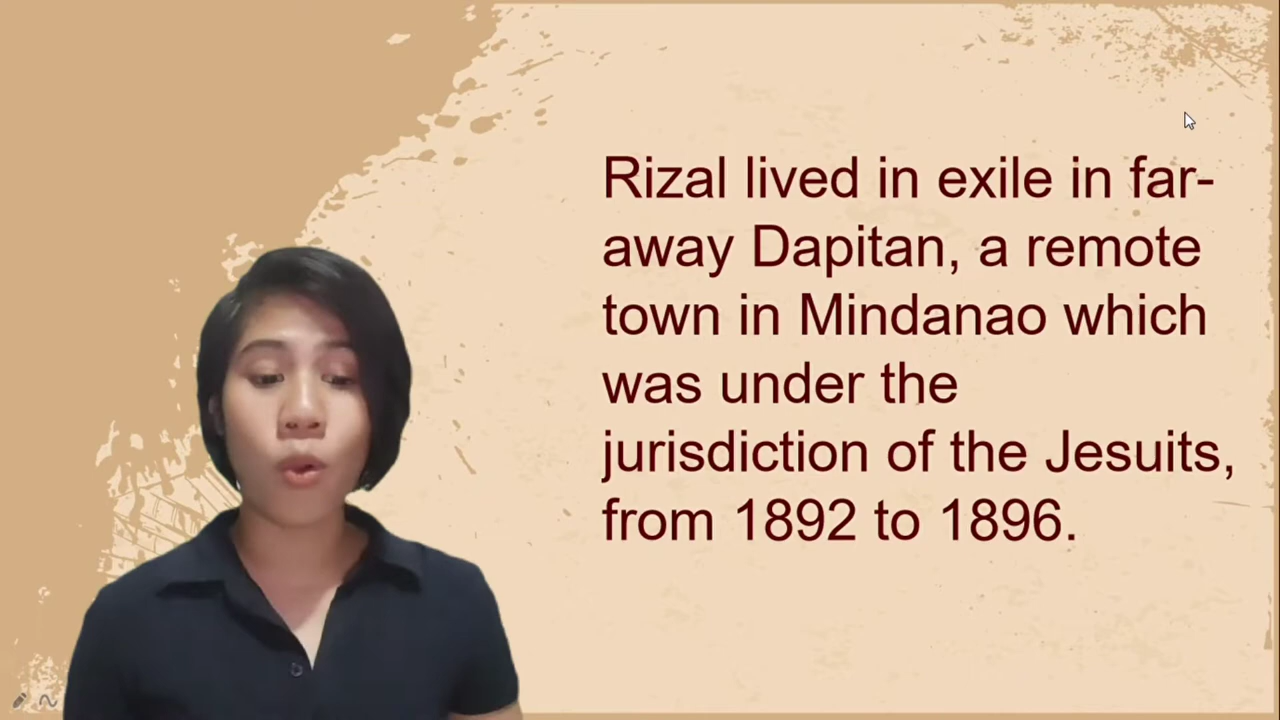 Rizal lived in exile in far-
away Dapitan, a remote
town in Mindanao which
was under the
jurisdiction of the Jesuits,
from 1892 to 1896.